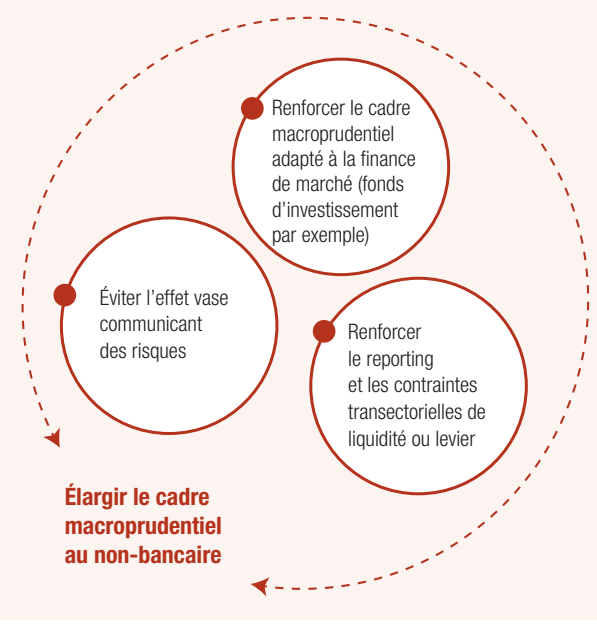 Renforcer le cadre
macroprudentiel
adapté à la finance
de marché (fonds
d’investissement
par exemple)
Éviter l’effet vase
communicant
des risques
Renforcer
le reporting
et les contraintes
transectorielles de
liquidité ou levier
Élargir le cadre
macroprudentiel
au non-bancaire